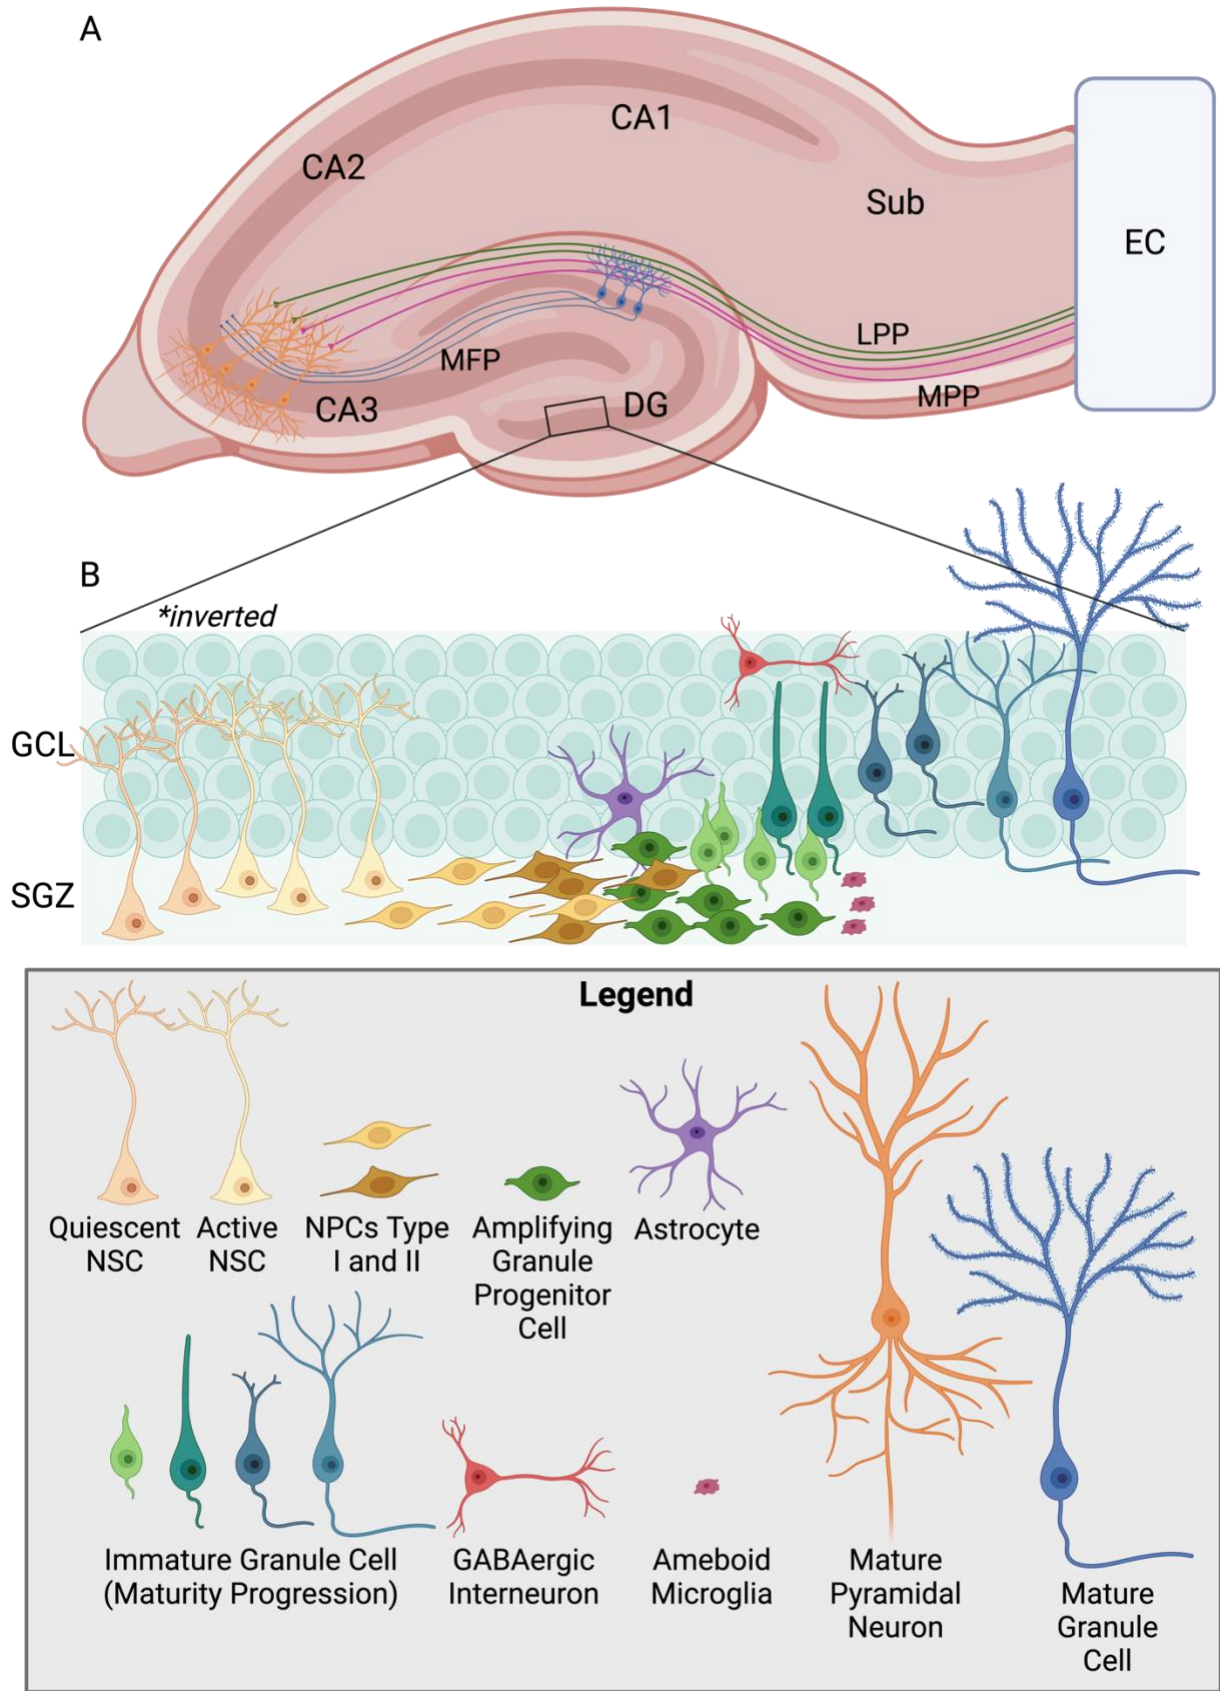 A
CA1
CA2
Sub
EC
LPP
MFP
MPP
CA3
DG
B
*inverted
GCL
SGZ
Legend
Quiescent
NSC
Active
NSC
NPCs Type
I and II
Amplifying
Granule
Progenitor
Cell
Astrocyte
Immature Granule Cell
(Maturity Progression)
GABAergic
Interneuron
Ameboid
Microglia
Mature
Pyramidal
Neuron
Mature
Granule
Cell